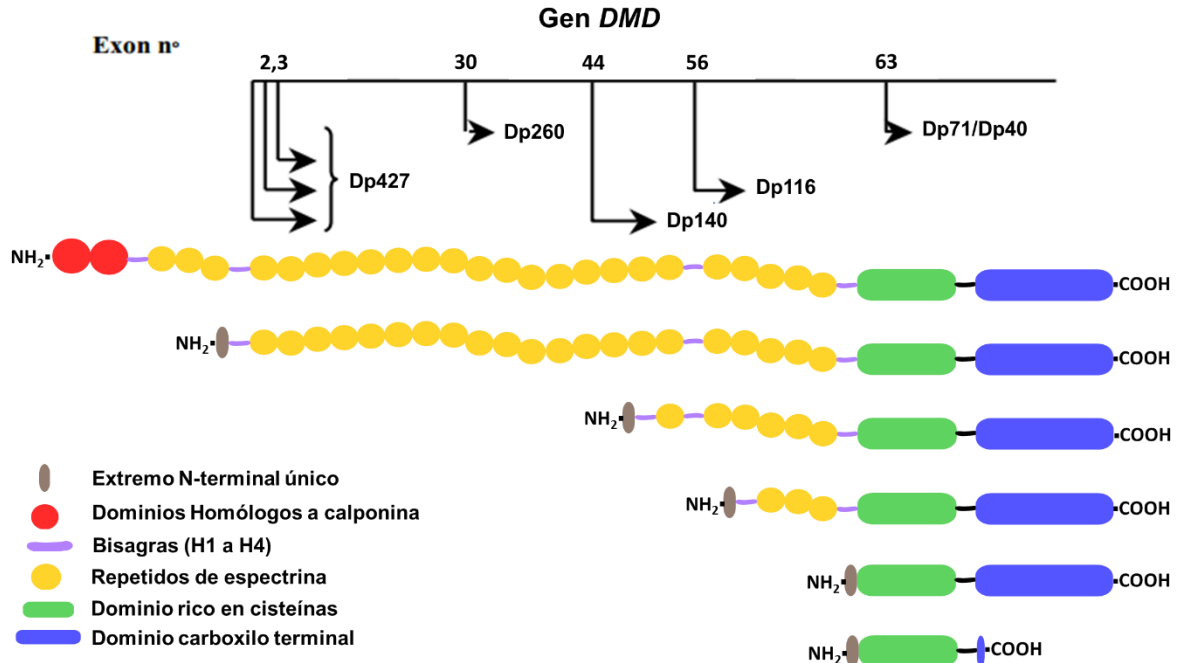 Gen DMD
Exon nº
2,3 30 44 56 63
Dp260
Dp71/Dp40
Dp427
Dp116
Dp140
NH2 COOH
NH2 COOH
NH2 COOH
Extremo N-terminal único
Dominios Homólogos a calponina
NH2 COOH
Bisagras (H1 a H4)
Repetidos de espectrina
NH2 COOH
Dominio rico en cisteínas
Dominio carboxilo terminal
NH2 COOH